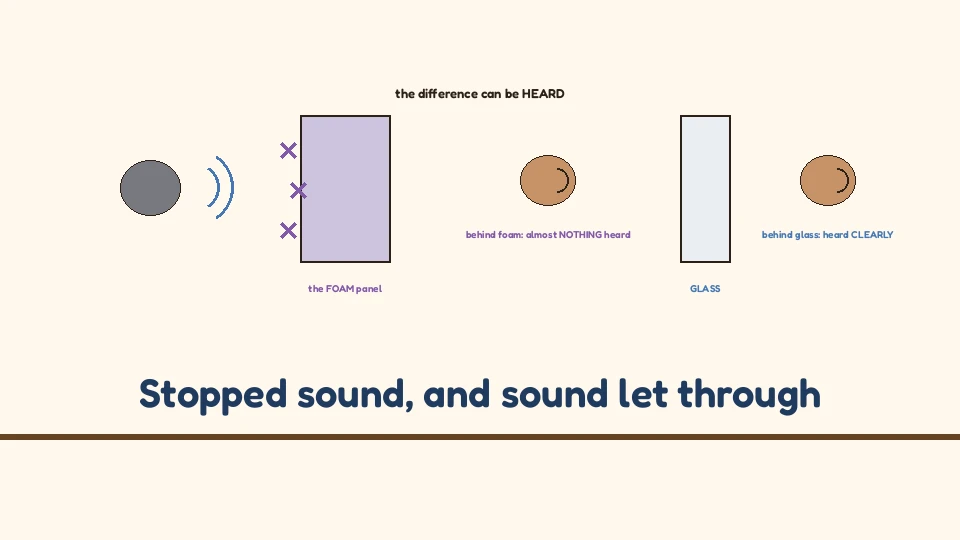 the difference can be HEARD
behind foam: almost NOTHING heard
behind glass: heard CLEARLY
the FOAM panel
GLASS
Stopped sound, and sound let through